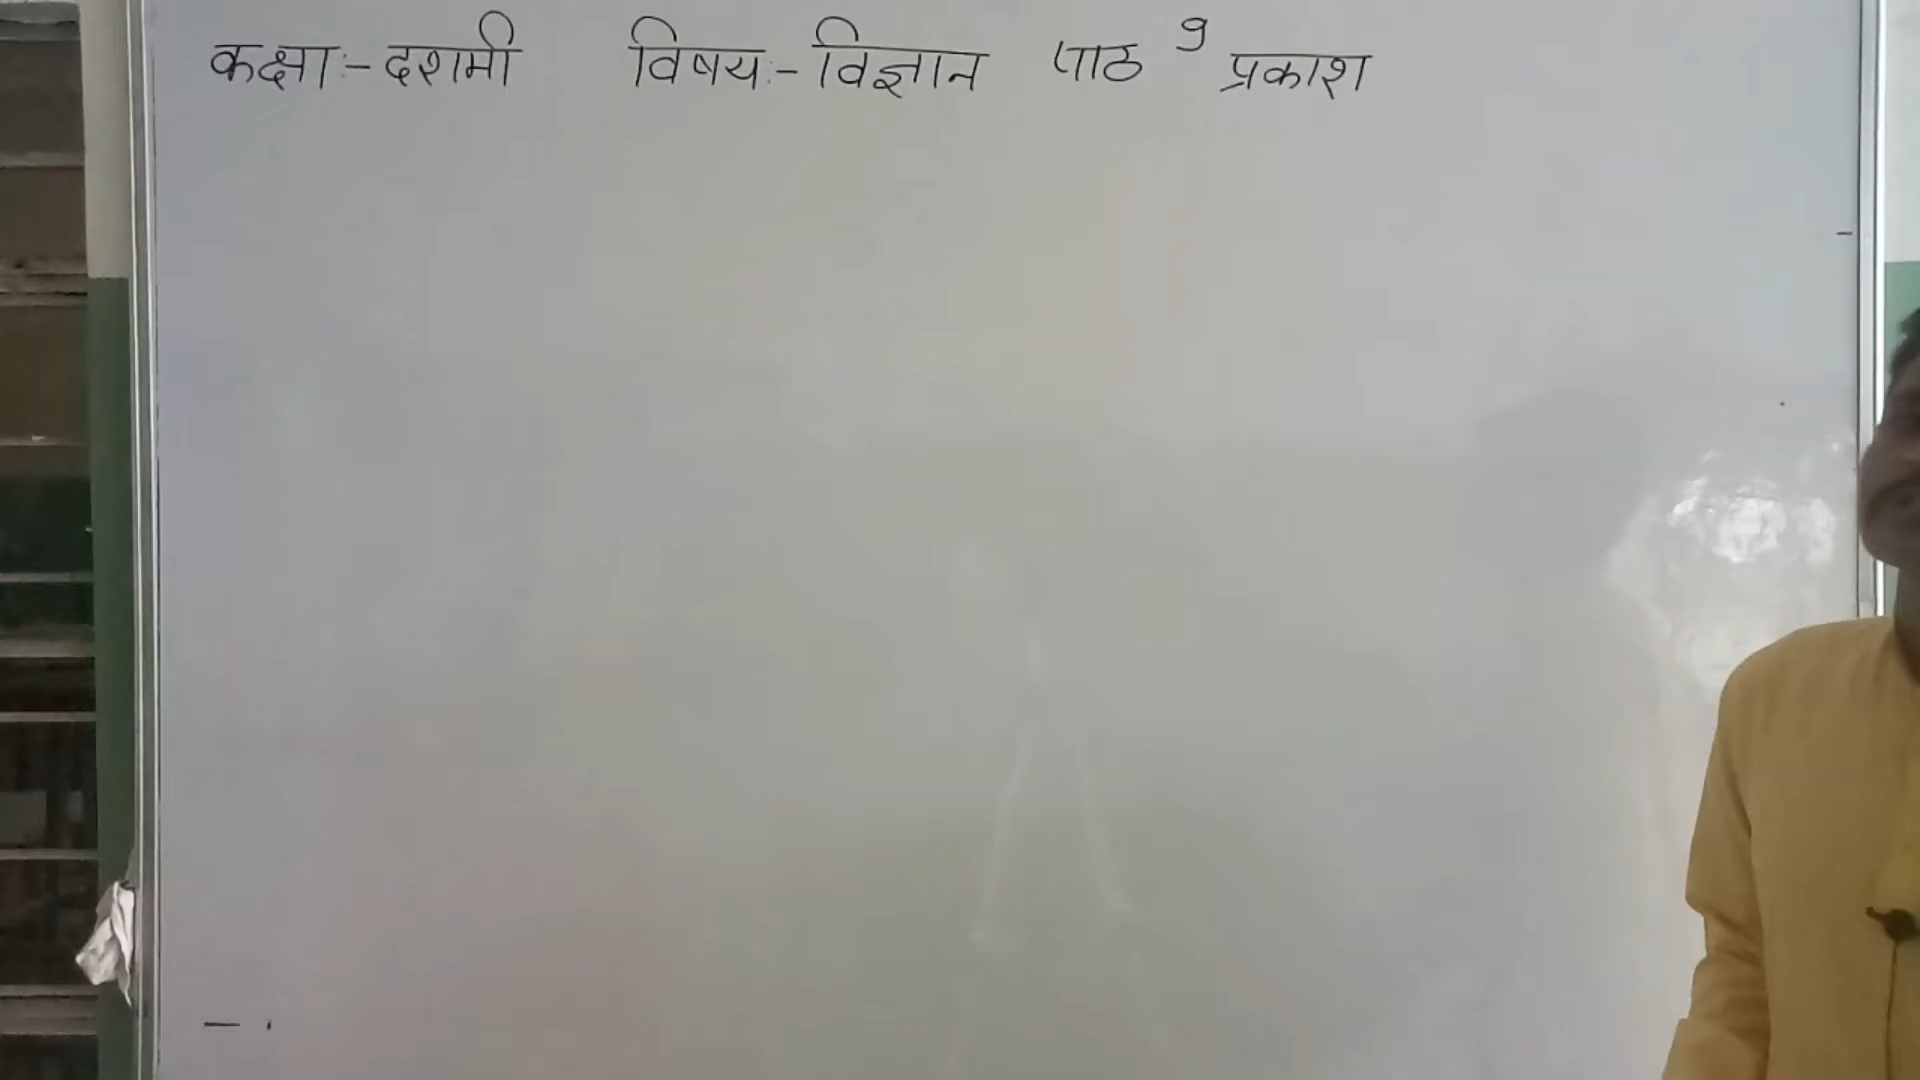 कक्षा:- दशमी विषय:- विज्ञान पाठ 9 प्रकाश